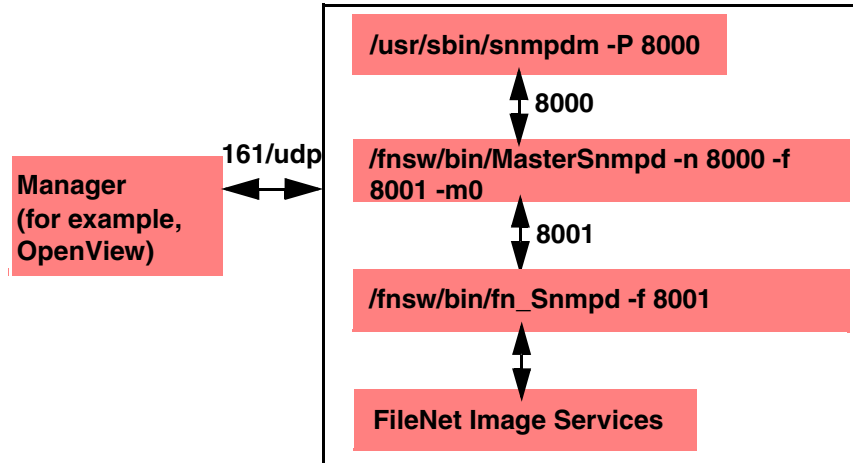 /usr/sbin/snmpdm -P 8000
8000
161/udp
/fnsw/bin/MasterSnmpd -n 8000 -f
8001 -m0
Manager
(for example,
OpenView)
8001
/fnsw/bin/fn_Snmpd -f 8001
FileNet Image Services